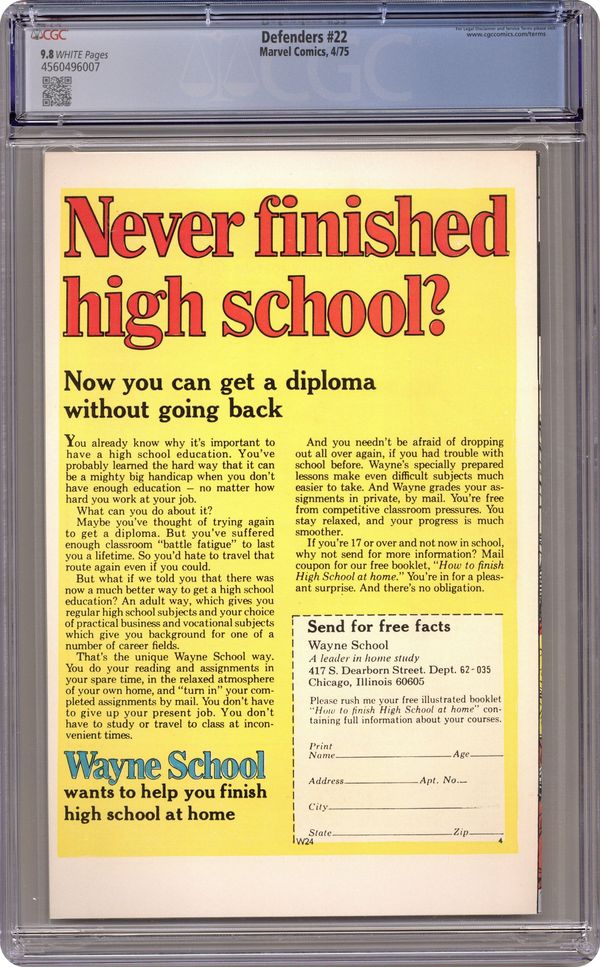 CGC
9.8 WHITE Pages
4560496007
Defenders #22
Marvel Comics, 4/75
For Legal Disclaimer and Service Terms please visit:
www.cgccomics.com/terms
CGC
Never finished
high school?
Now you can get a diploma
without going back
You already know why it's important to
have a high school education. You've
probably learned the hard way that it can
be a mighty big handicap when you don't
have enough education – no matter how
hard you work at your job.
What can you do about it?
Maybe you've thought of trying again
to get a diploma. But you've suffered
enough classroom “battle fatigue” to last
you a lifetime. So you'd hate to travel that
route again even if you could.
But what if we told you that there was
now a much better way to get a high school
education? An adult way, which gives you
regular high school subjects and your choice
of practical business and vocational subjects
which give you background for one of a
number of career fields.
That's the unique Wayne School way.
You do your reading and assignments in
your spare time, in the relaxed atmosphere
of your own home, and “turn in” your com-
pleted assignments by mail. You don't have
to give up your present job. You don't
have to study or travel to class at incon-
venient times.
Wayne School
wants to help you finish
high school at home
And you needn't be afraid of dropping
out all over again, if you had trouble with
school before. Wayne's specially prepared
lessons make even difficult subjects much
easier to take. And Wayne grades your as-
signments in private, by mail. You're free
from competitive classroom pressures. You
stay relaxed, and your progress is much
smoother.
If you're 17 or over and not now in school,
why not send for more information? Mail
coupon for our free booklet, “How to finish
High School at home.” You're in for a pleas-
ant surprise. And there's no obligation.
Send for free facts
Wayne School
A leader in home study
417 S. Dearborn Street. Dept. 62-035
Chicago, Illinois 60605
Please rush me your free illustrated booklet
“How to finish High School at home” con-
taining full information about your courses.
Print
Name Age
Address Apt. No.
City
State Zip
W24 4